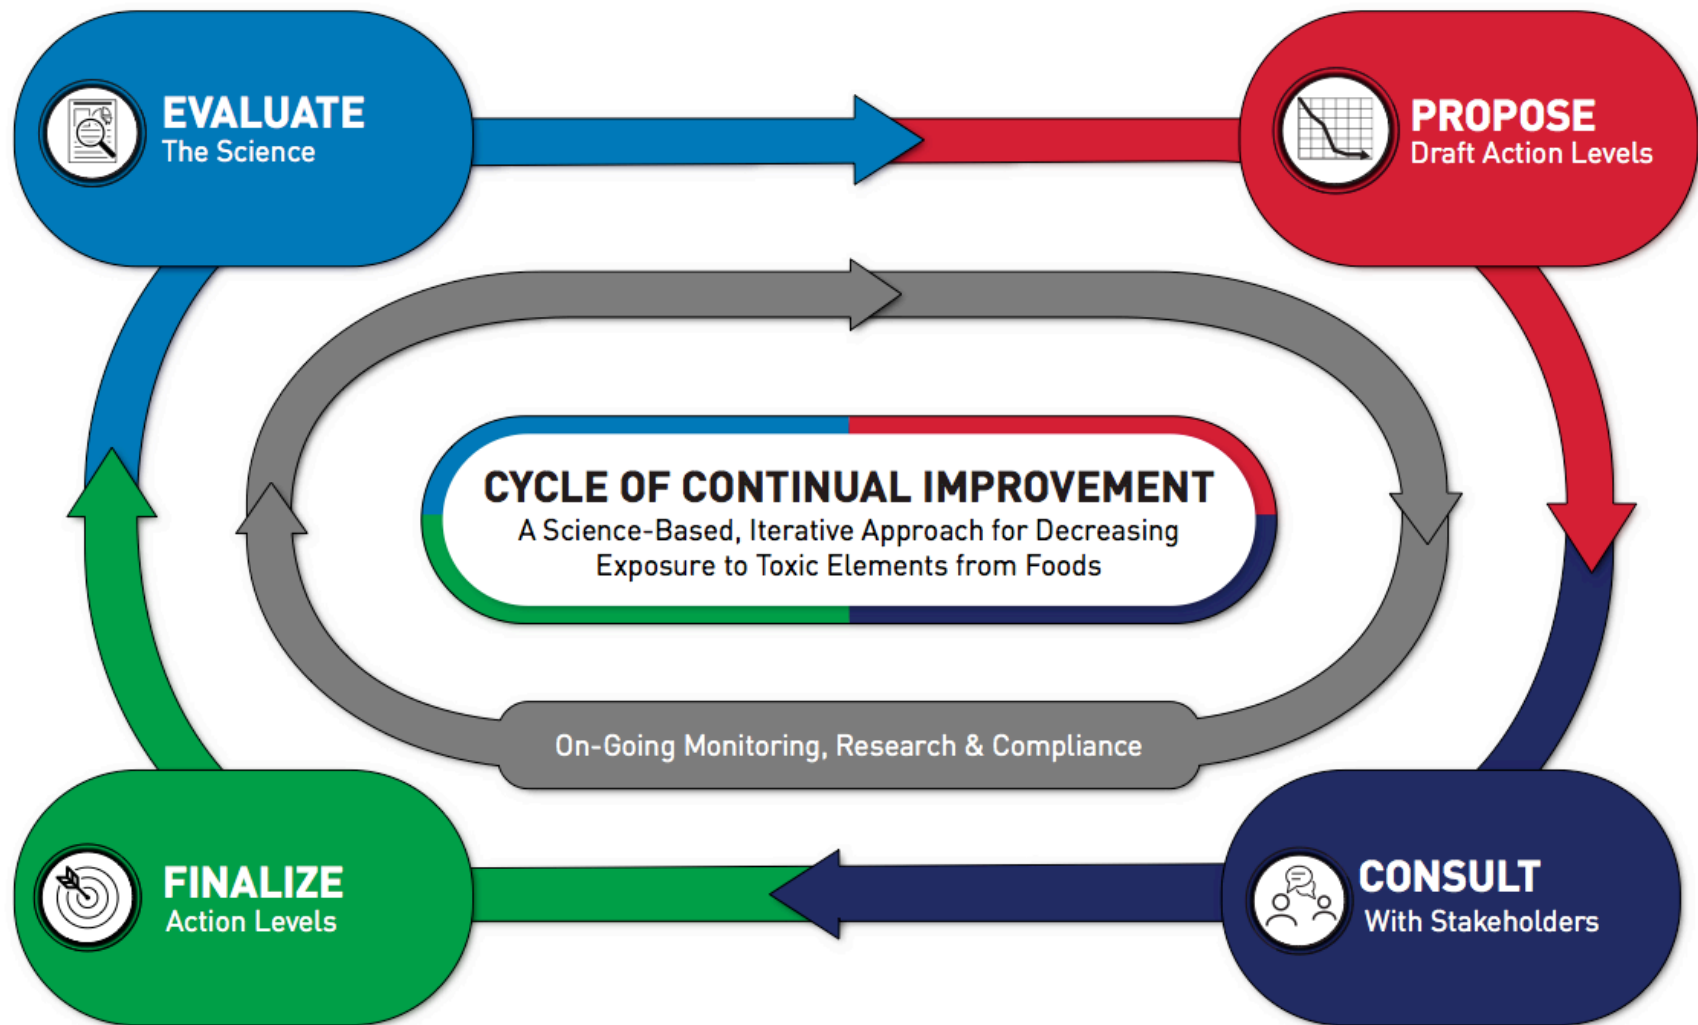 EVALUATE
The Science
PROPOSE
Draft Action Levels
CYCLE OF CONTINUAL IMPROVEMENT
A Science-Based, Iterative Approach for Decreasing
Exposure to Toxic Elements from Foods
On-Going Monitoring, Research & Compliance
FINALIZE
Action Levels
CONSULT
With Stakeholders